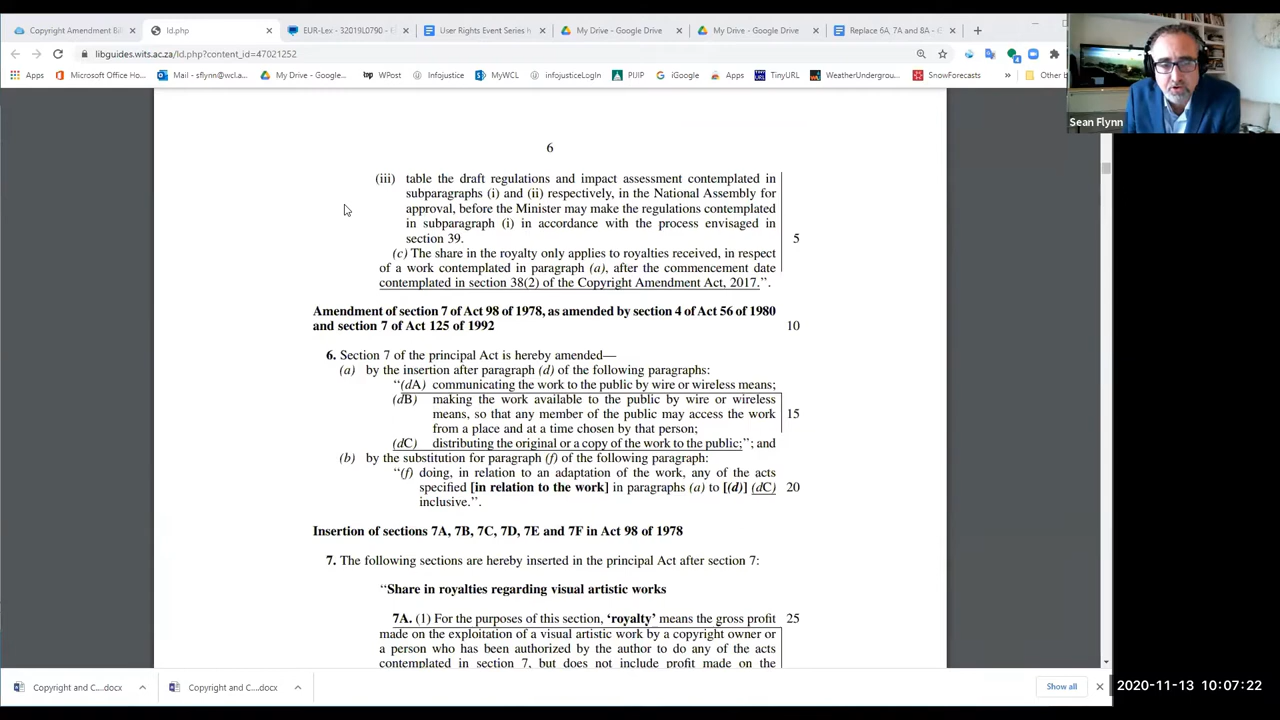 Copyright Amendment Bi
ld.php
EUR-Lex - 32019L0790 - E
User Rights Event Series h
My Drive - Google Drive
My Drive - Google Drive
Replace 6A, 7A and 8A - G
libguides.wits.ac.za/ld.php?content_id=47021252
Apps
Microsoft Office Ho...
Mail - sflynn@wcl.a...
My Drive - Google...
WPost
Infojustice
MyWCL
infojusticeLogIn
PIJIP
iGoogle
Apps
TinyURL
WeatherUndergrou...
SnowForecasts
»
Other b
Sean Flynn
6
(iii) table the draft regulations and impact assessment contemplated in
subparagraphs (i) and (ii) respectively, in the National Assembly for
approval, before the Minister may make the regulations contemplated
in subparagraph (i) in accordance with the process envisaged in
section 39. 5
(c) The share in the royalty only applies to royalties received, in respect
of a work contemplated in paragraph (a), after the commencement date
contemplated in section 38(2) of the Copyright Amendment Act, 2017.’’.
Amendment of section 7 of Act 98 of 1978, as amended by section 4 of Act 56 of 1980
and section 7 of Act 125 of 1992 10
6. Section 7 of the principal Act is hereby amended—
(a) by the insertion after paragraph (d) of the following paragraphs:
‘‘(dA) communicating the work to the public by wire or wireless means;
(dB) making the work available to the public by wire or wireless
means, so that any member of the public may access the work 15
from a place and at a time chosen by that person;
(dC) distributing the original or a copy of the work to the public;’’; and
(b) by the substitution for paragraph (f) of the following paragraph:
‘‘(f) doing, in relation to an adaptation of the work, any of the acts
specified [in relation to the work] in paragraphs (a) to [(d)] (dC) 20
inclusive.’’.
Insertion of sections 7A, 7B, 7C, 7D, 7E and 7F in Act 98 of 1978
7. The following sections are hereby inserted in the principal Act after section 7:
‘‘Share in royalties regarding visual artistic works
7A. (1) For the purposes of this section, ‘royalty’ means the gross profit 25
made on the exploitation of a visual artistic work by a copyright owner or
a person who has been authorized by the author to do any of the acts
contemplated in section 7, but does not include profit made on the
Copyright and C....docx
Copyright and C....docx
Show all
2020-11-13 10:07:22